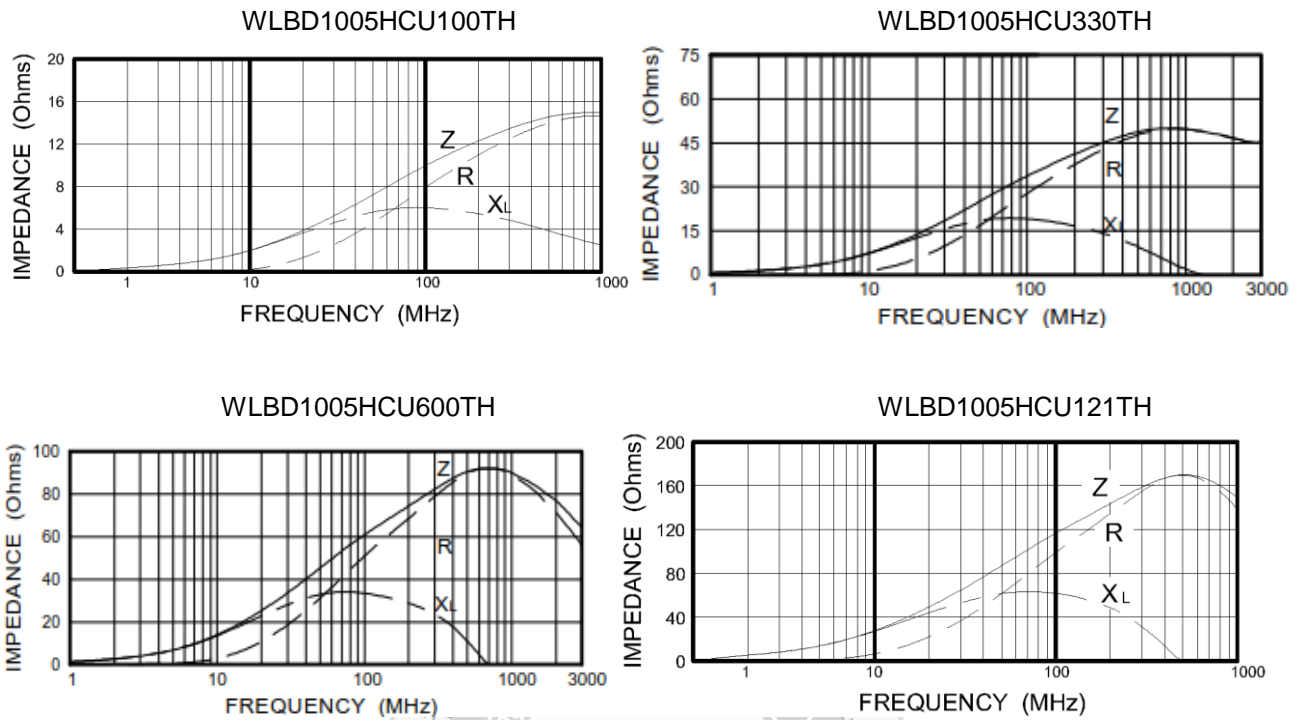 WLBD1005HCU100TH
IMPEDANCE (Ohms)
20
16
12
8
4
0
Z
R
XL
1
10
100
1000
FREQUENCY (MHz)
WLBD1005HCU330TH
IMPEDANCE (Ohms)
75
60
45
30
15
0
Z
R
XL
1
10
100
1000
3000
FREQUENCY (MHz)
WLBD1005HCU600TH
IMPEDANCE (Ohms)
100
80
60
40
20
0
Z
R
XL
1
10
100
1000
3000
FREQUENCY (MHz)
WLBD1005HCU121TH
IMPEDANCE (Ohms)
200
160
120
80
40
0
Z
R
XL
1
10
100
1000
FREQUENCY (MHz)